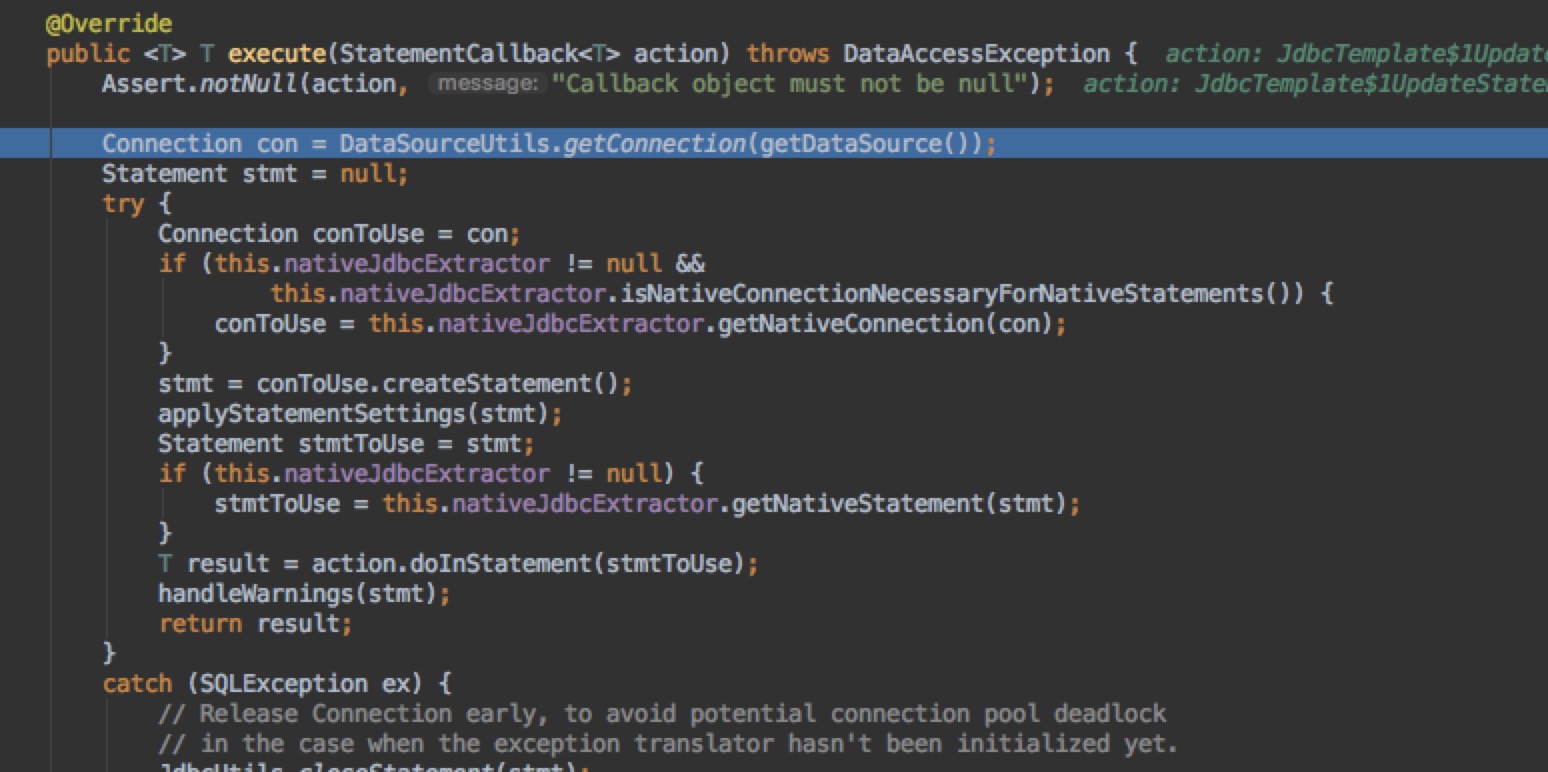 @Override
public <T> T execute(StatementCallback<T> action) throws DataAccessException {  action: JdbcTemplate$1Update
Assert.notNull(action, message: "Callback object must not be null");  action: JdbcTemplate$1UpdateState
Connection con = DataSourceUtils.getConnection(getDataSource());
Statement stmt = null;
try {
Connection conToUse = con;
if (this.nativeJdbcExtractor != null &&
this.nativeJdbcExtractor.isNativeConnectionNecessaryForNativeStatements()) {
conToUse = this.nativeJdbcExtractor.getNativeConnection(con);
}
stmt = conToUse.createStatement();
applyStatementSettings(stmt);
Statement stmtToUse = stmt;
if (this.nativeJdbcExtractor != null) {
stmtToUse = this.nativeJdbcExtractor.getNativeStatement(stmt);
}
T result = action.doInStatement(stmtToUse);
handleWarnings(stmt);
return result;
}
catch (SQLException ex) {
// Release Connection early, to avoid potential connection pool deadlock
// in the case when the exception translator hasn't been initialized yet.
JdbcUtils.closeStatement(stmt);